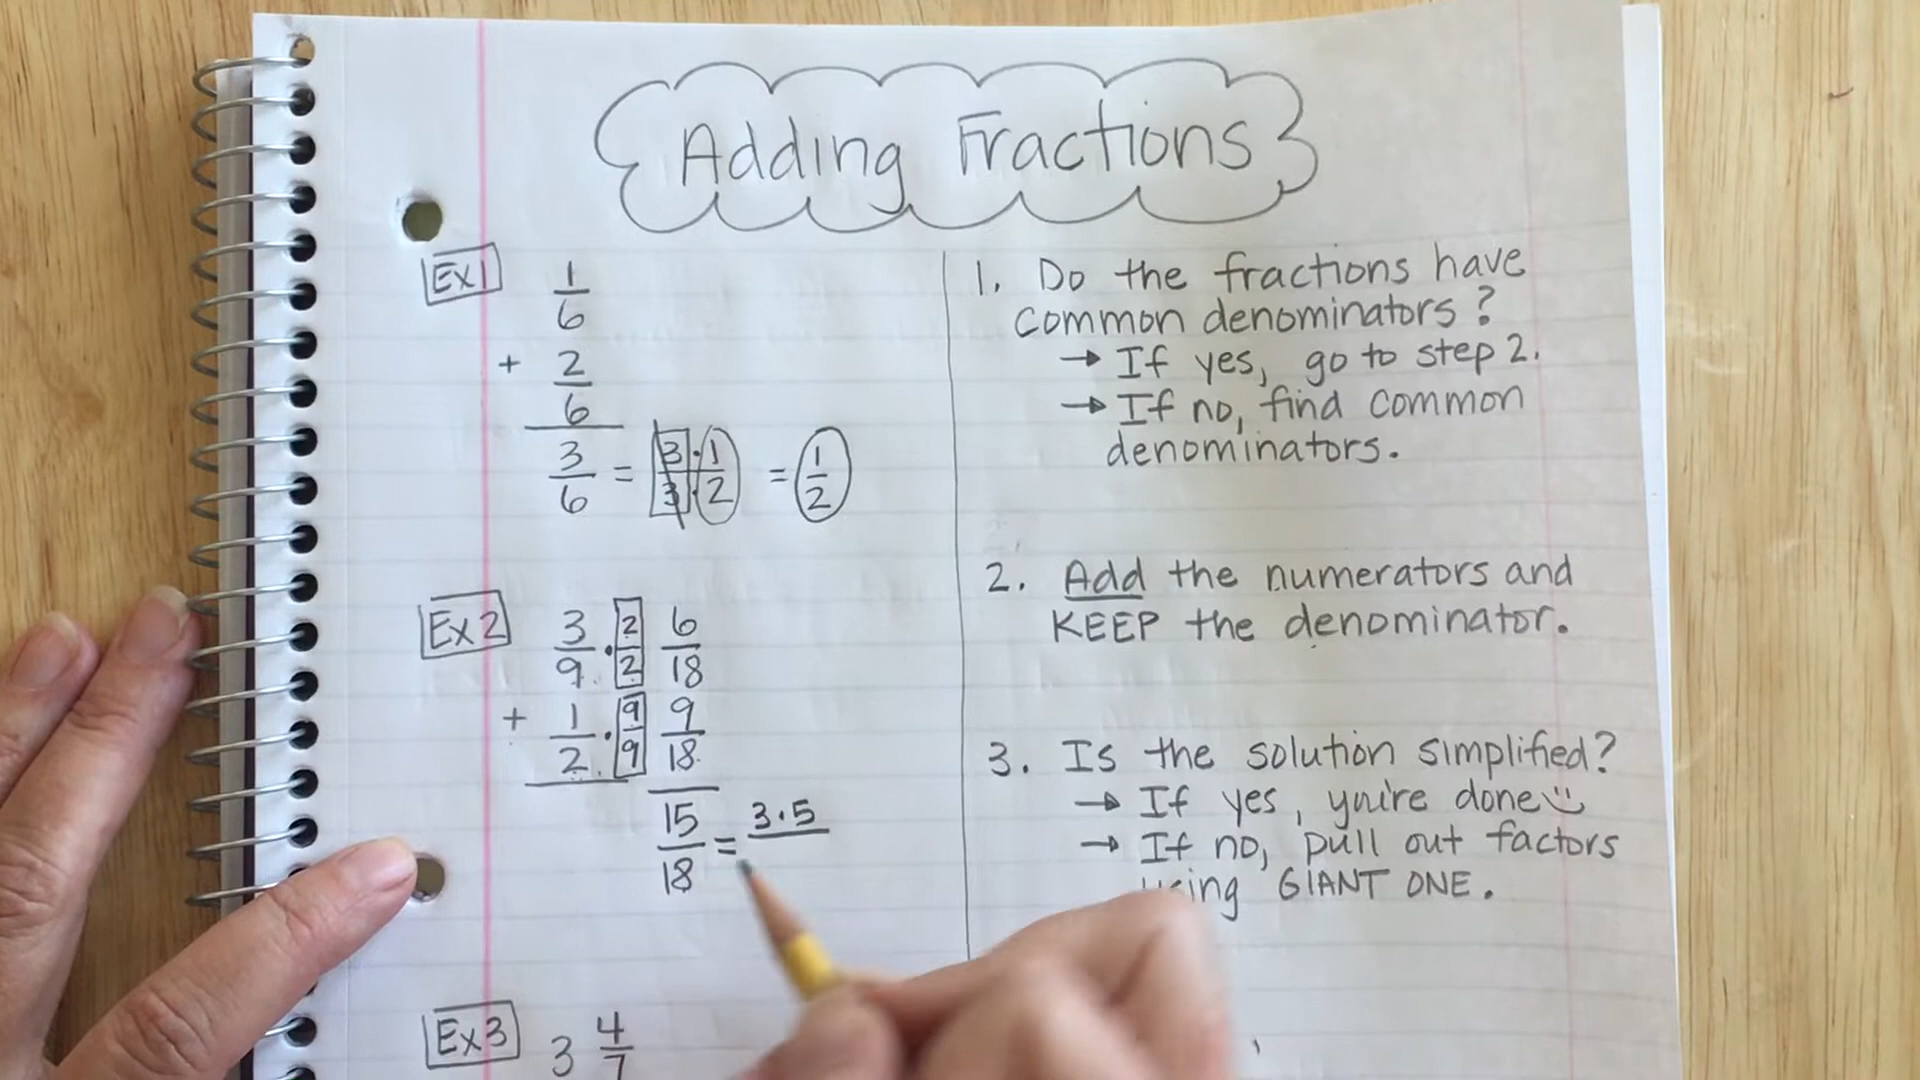 Adding Fractions
Ex1
1
6
+ 2
6
3/6 = 3·1/3·2 = 1/2
Ex2
3/9 · 2/2 6/18
+ 1/2 · 9/9 9/18
15/18 = 3·5
Ex3 3 4/7
1. Do the fractions have
common denominators?
→ If yes, go to step 2.
→ If no, find common
denominators.
2. Add the numerators and
KEEP the denominator.
3. Is the solution simplified?
→ If yes, you're done
→ If no, pull out factors
using GIANT ONE.